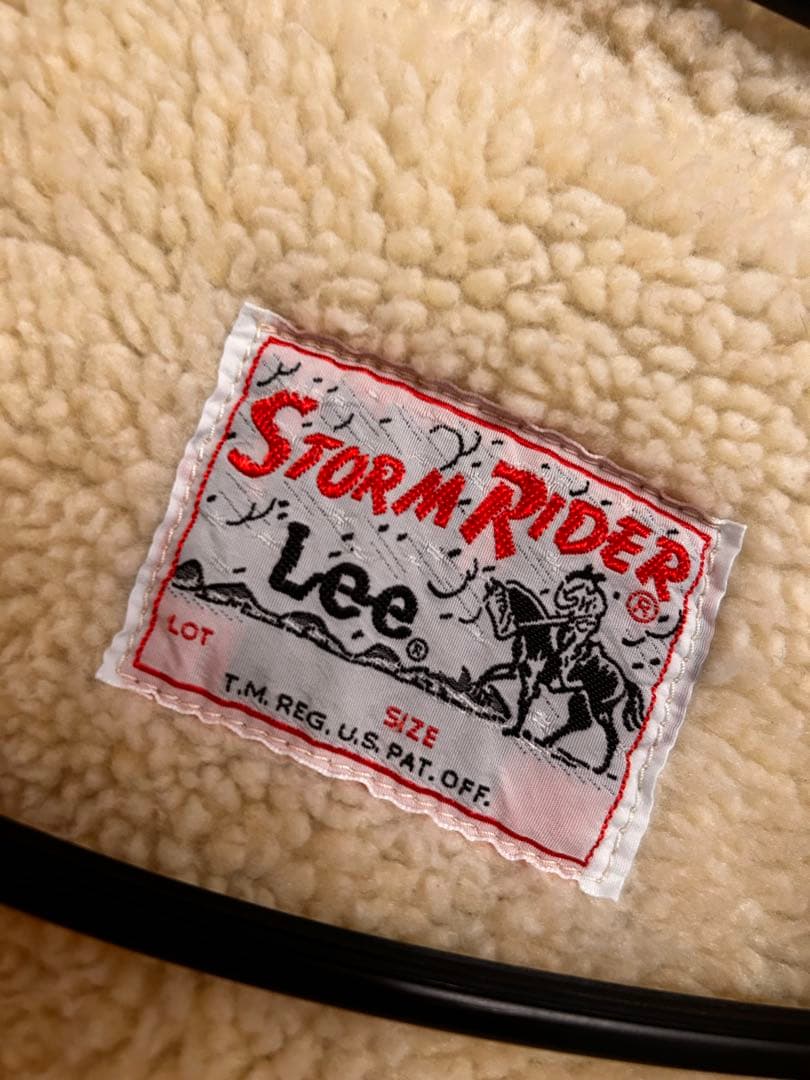 STORM RIDER ®
Lee ®
LOT
SIZE
T.M. REG. U.S. PAT. OFF.